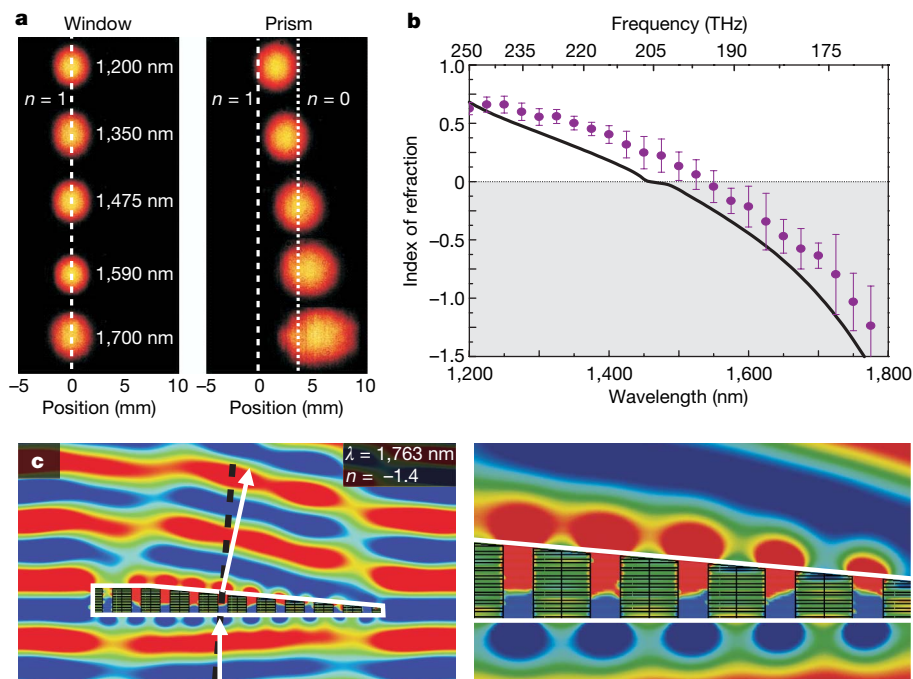 a
Window
Prism
1,200 nm
n = 1
n = 1
n = 0
1,350 nm
1,475 nm
1,590 nm
1,700 nm
−5 0 5 10
−5 0 5 10
Position (mm)
Position (mm)
b
Frequency (THz)
250 235 220 205 190 175
1.0
0.5
0
−0.5
−1.0
−1.5
Index of refraction
1,200 1,400 1,600 1,800
Wavelength (nm)
c
λ = 1,763 nm
n = −1.4